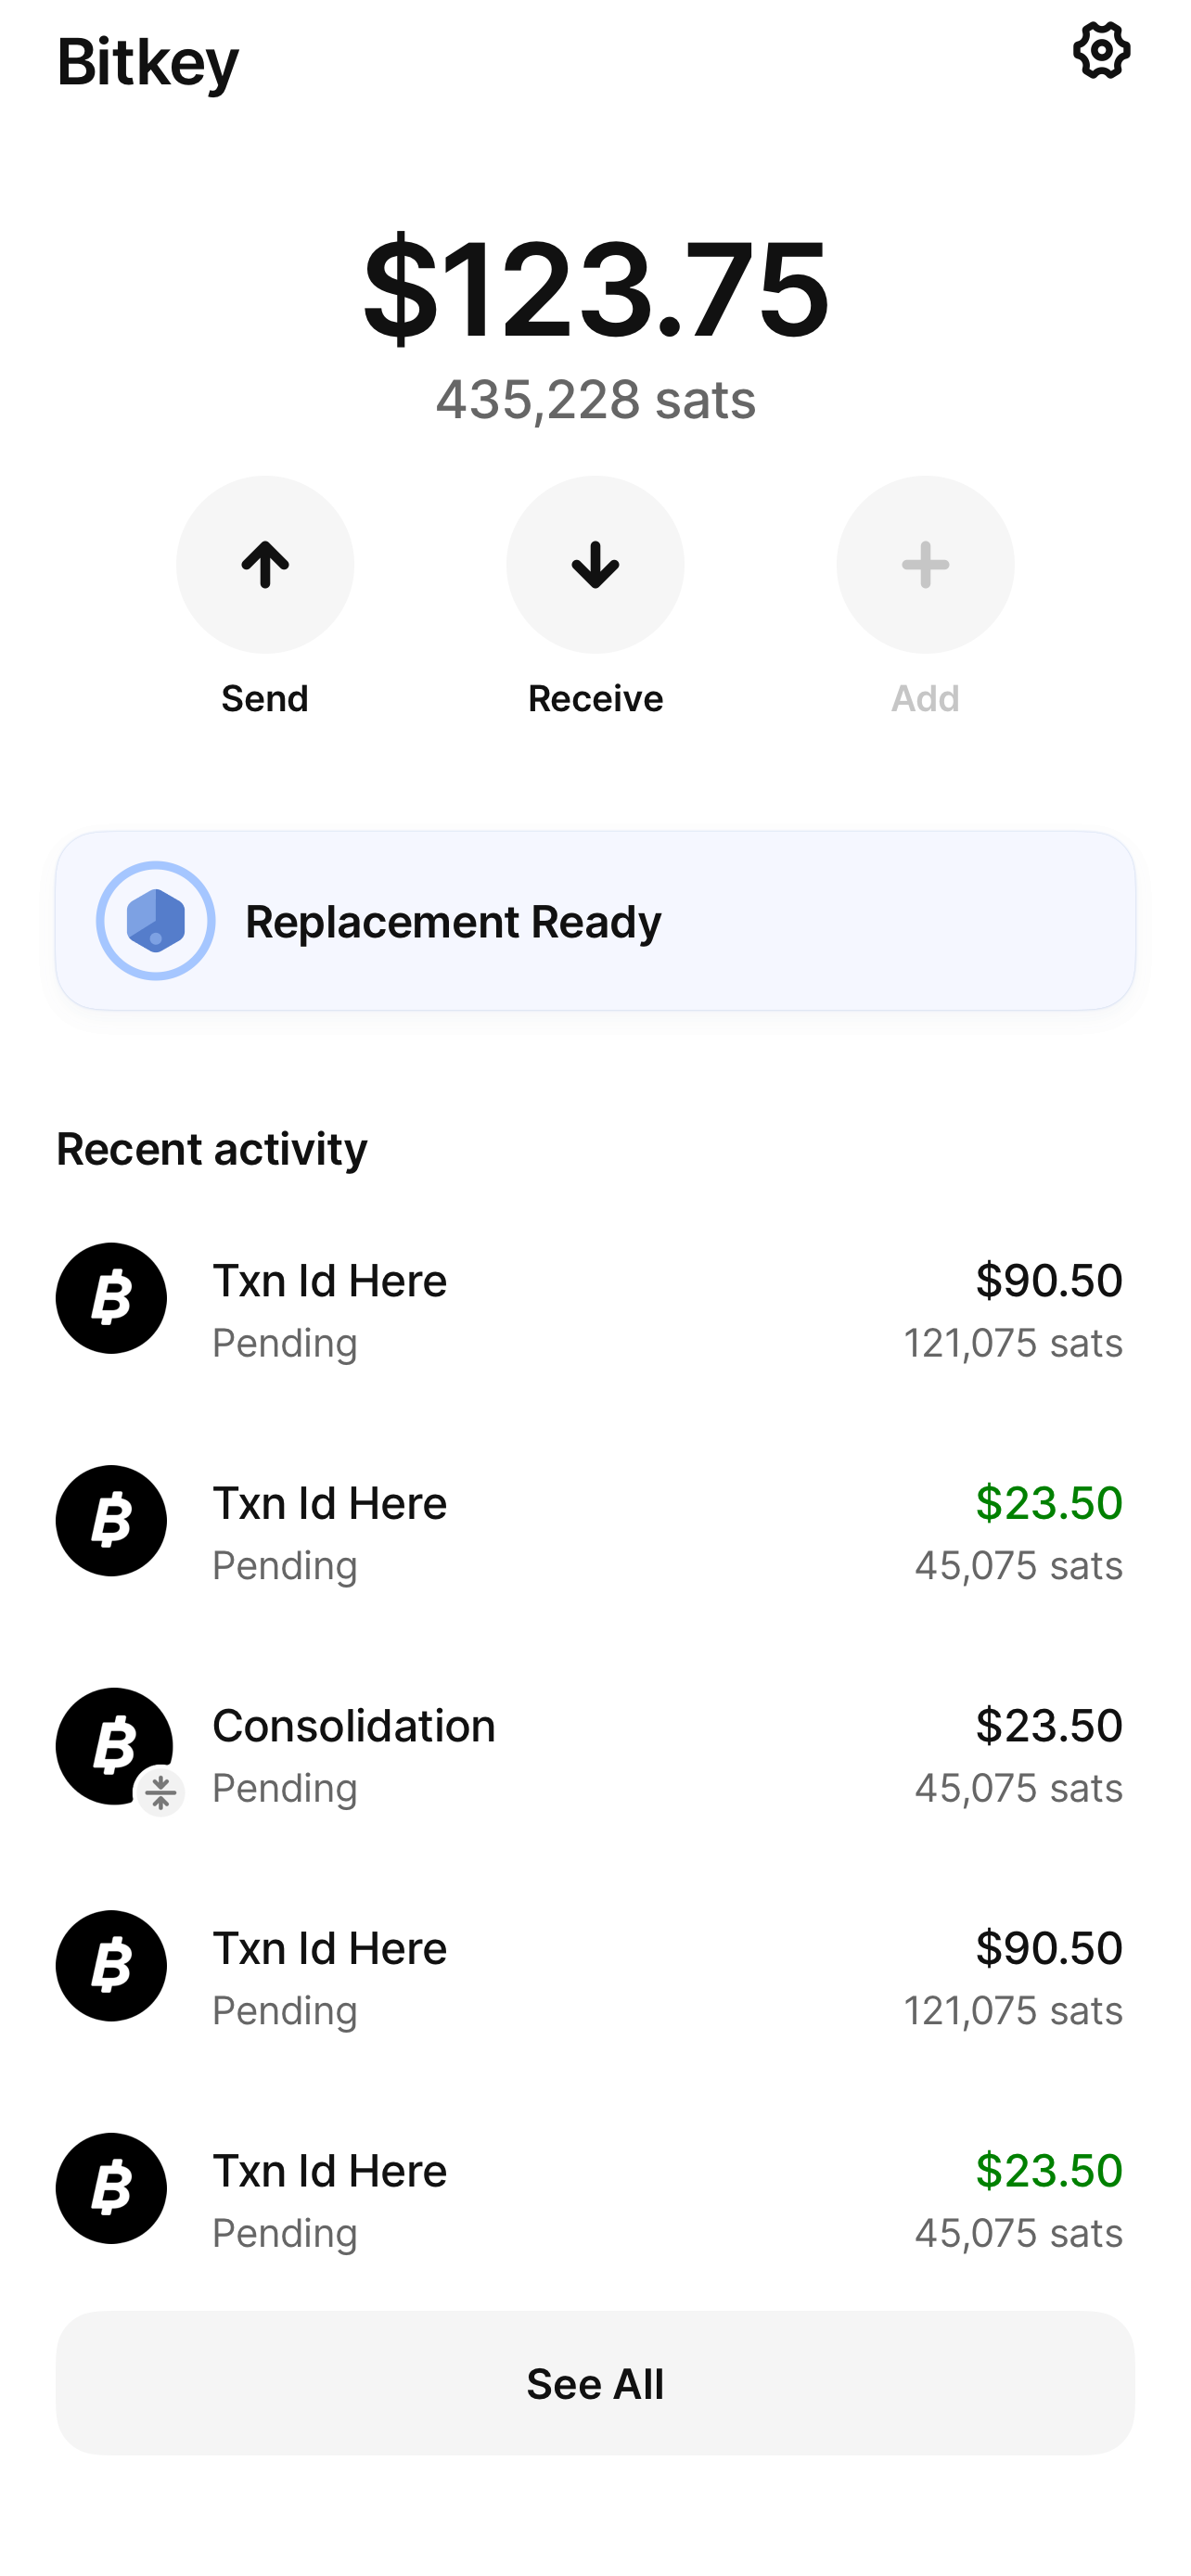 Bitkey
$123.75
435,228 sats
Send
Receive
Add
Replacement Ready
Recent activity
Txn Id Here
$90.50
Pending
121,075 sats
Txn Id Here
$23.50
Pending
45,075 sats
Consolidation
$23.50
Pending
45,075 sats
Txn Id Here
$90.50
Pending
121,075 sats
Txn Id Here
$23.50
Pending
45,075 sats
See All